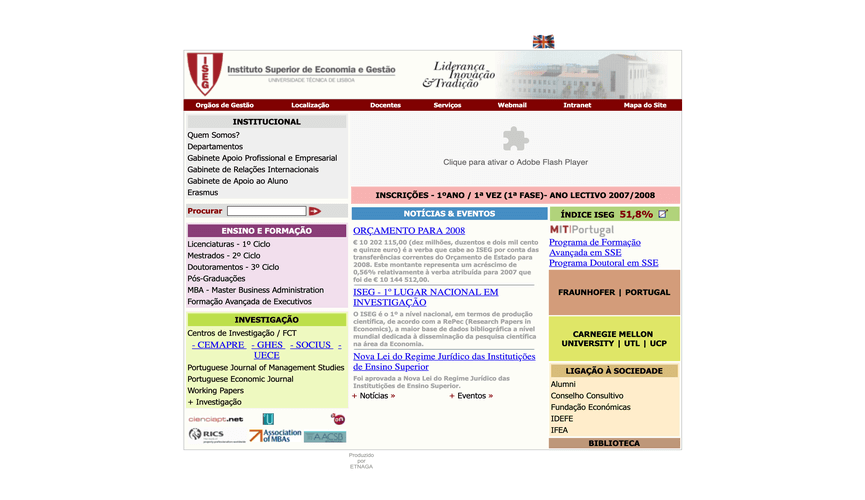 ISEG
Instituto Superior de Economia e Gestão
UNIVERSIDADE TÉCNICA DE LISBOA
Liderança
Inovação
&Tradição
Orgãos de Gestão Localização Docentes Serviços Webmail Intranet Mapa do Site
INSTITUCIONAL
Quem Somos?
Departamentos
Gabinete Apoio Profissional e Empresarial
Gabinete de Relações Internacionais
Gabinete de Apoio ao Aluno
Erasmus
Procurar
ENSINO E FORMAÇÃO
Licenciaturas - 1º Ciclo
Mestrados - 2º Ciclo
Doutoramentos - 3º Ciclo
Pós-Graduações
MBA - Master Business Administration
Formação Avançada de Executivos
INVESTIGAÇÃO
Centros de Investigação / FCT
- CEMAPRE - GHES - SOCIUS -
UECE
Portuguese Journal of Management Studies
Portuguese Economic Journal
Working Papers
+ Investigação
cienciapt.net
RICS
Association
of MBAs
AACSB
Clique para ativar o Adobe Flash Player
INSCRIÇÕES - 1ºANO / 1ª VEZ (1ª FASE)- ANO LECTIVO 2007/2008
NOTÍCIAS & EVENTOS
ORÇAMENTO PARA 2008
€ 10 202 115,00 (dez milhões, duzentos e dois mil cento
e quinze euro) é a verba que cabe ao ISEG por conta das
transferências correntes do Orçamento de Estado para
2008. Este montante representa um acréscimo de
0,56% relativamente à verba atribuida para 2007 que
foi de € 10 144 512,00.
ISEG - 1º LUGAR NACIONAL EM
INVESTIGAÇÃO
O ISEG é o 1º a nível nacional, em termos de produção
científica, de acordo com a RePec (Research Papers in
Economics), a maior base de dados bibliográfica a nível
mundial dedicada à disseminação da pesquisa científica
na área da Economia.
Nova Lei do Regime Jurídico das Instituições
de Ensino Superior
Foi aprovada a Nova Lei do Regime Jurídico das
Instituições de Ensino Superior.
+ Notícias » + Eventos »
ÍNDICE ISEG 51,8%
MIT|Portugal
Programa de Formação
Avançada em SSE
Programa Doutoral em SSE
FRAUNHOFER | PORTUGAL
CARNEGIE MELLON
UNIVERSITY | UTL | UCP
LIGAÇÃO À SOCIEDADE
Alumni
Conselho Consultivo
Fundação Económicas
IDEFE
IFEA
BIBLIOTECA
Produzido
por
ETNAGA